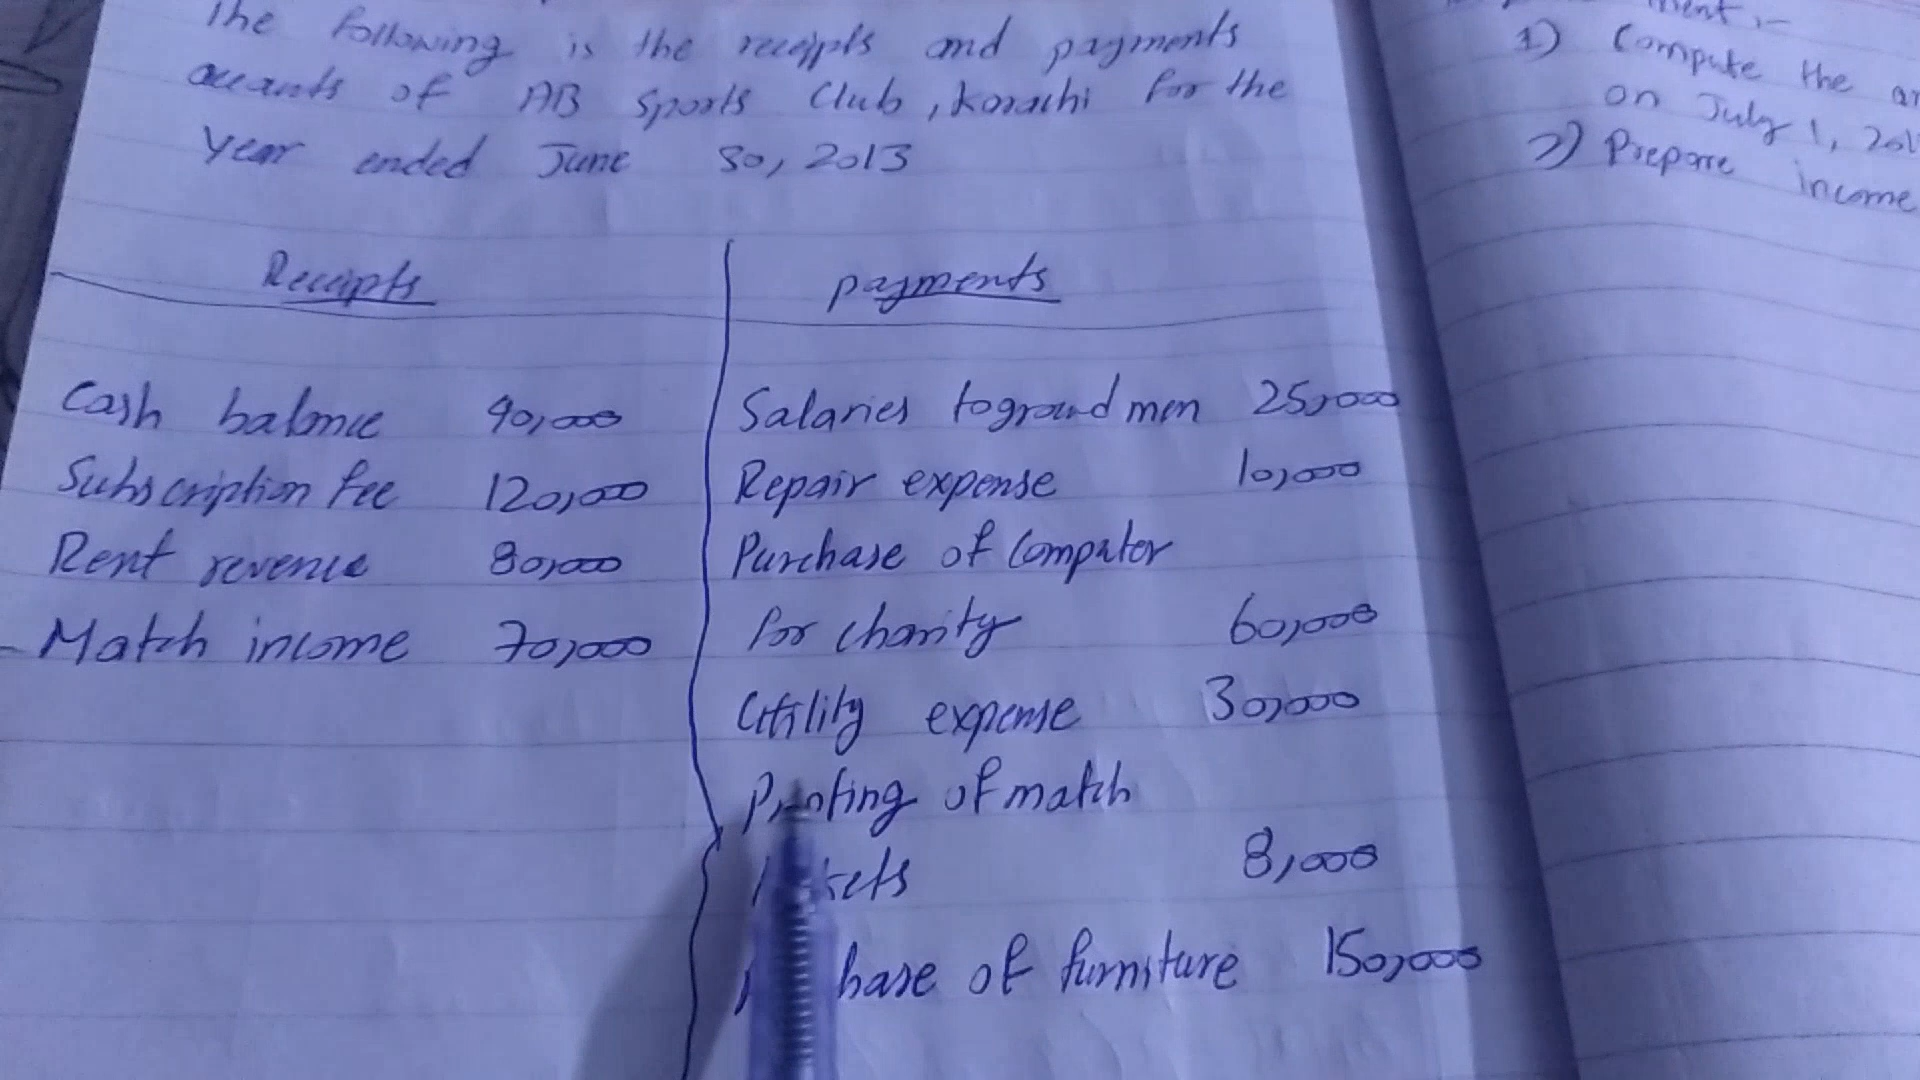 The following is the receipts and payments
accounts of AB Sports Club, Karachi for the
Year ended June 30, 2013
Receipts
Cash balance 90,000
Subscription fee 120,000
Rent revenue 80,000
Match income 70,000
payments
Salaries to ground men 25,000
Repair expense 10,000
Purchase of Computer
for charity 60,000
Utility expense 30,000
Printing of match
8,000
of furniture 150,000
1) Compute the
on July 1,
2) Prepare income